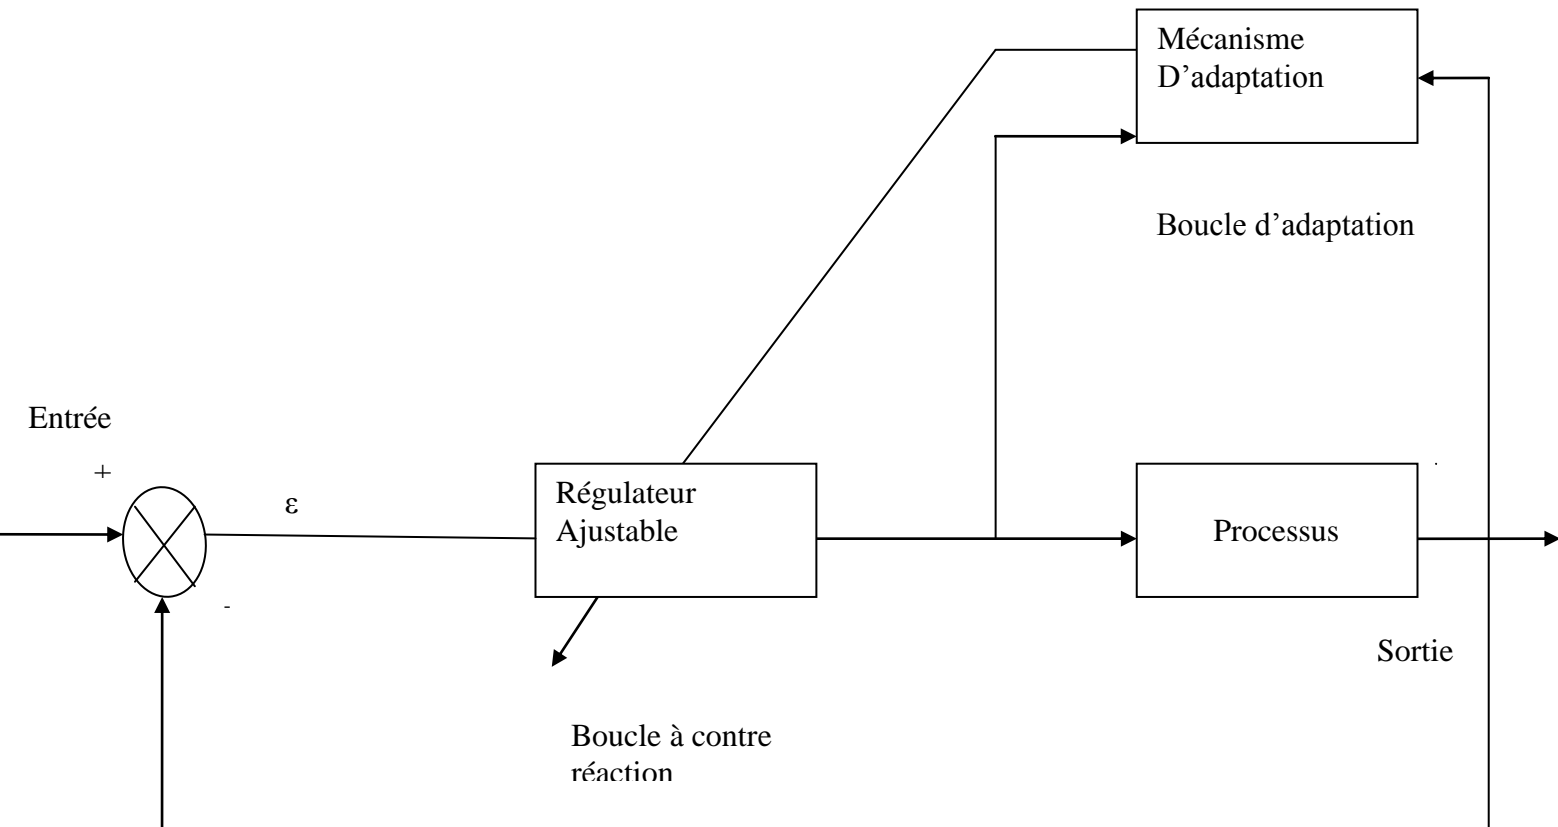 Mécanisme
D’adaptation
Boucle d’adaptation
Entrée
+
ε
Régulateur
Ajustable
Processus
-
Sortie
Boucle à contre
réaction